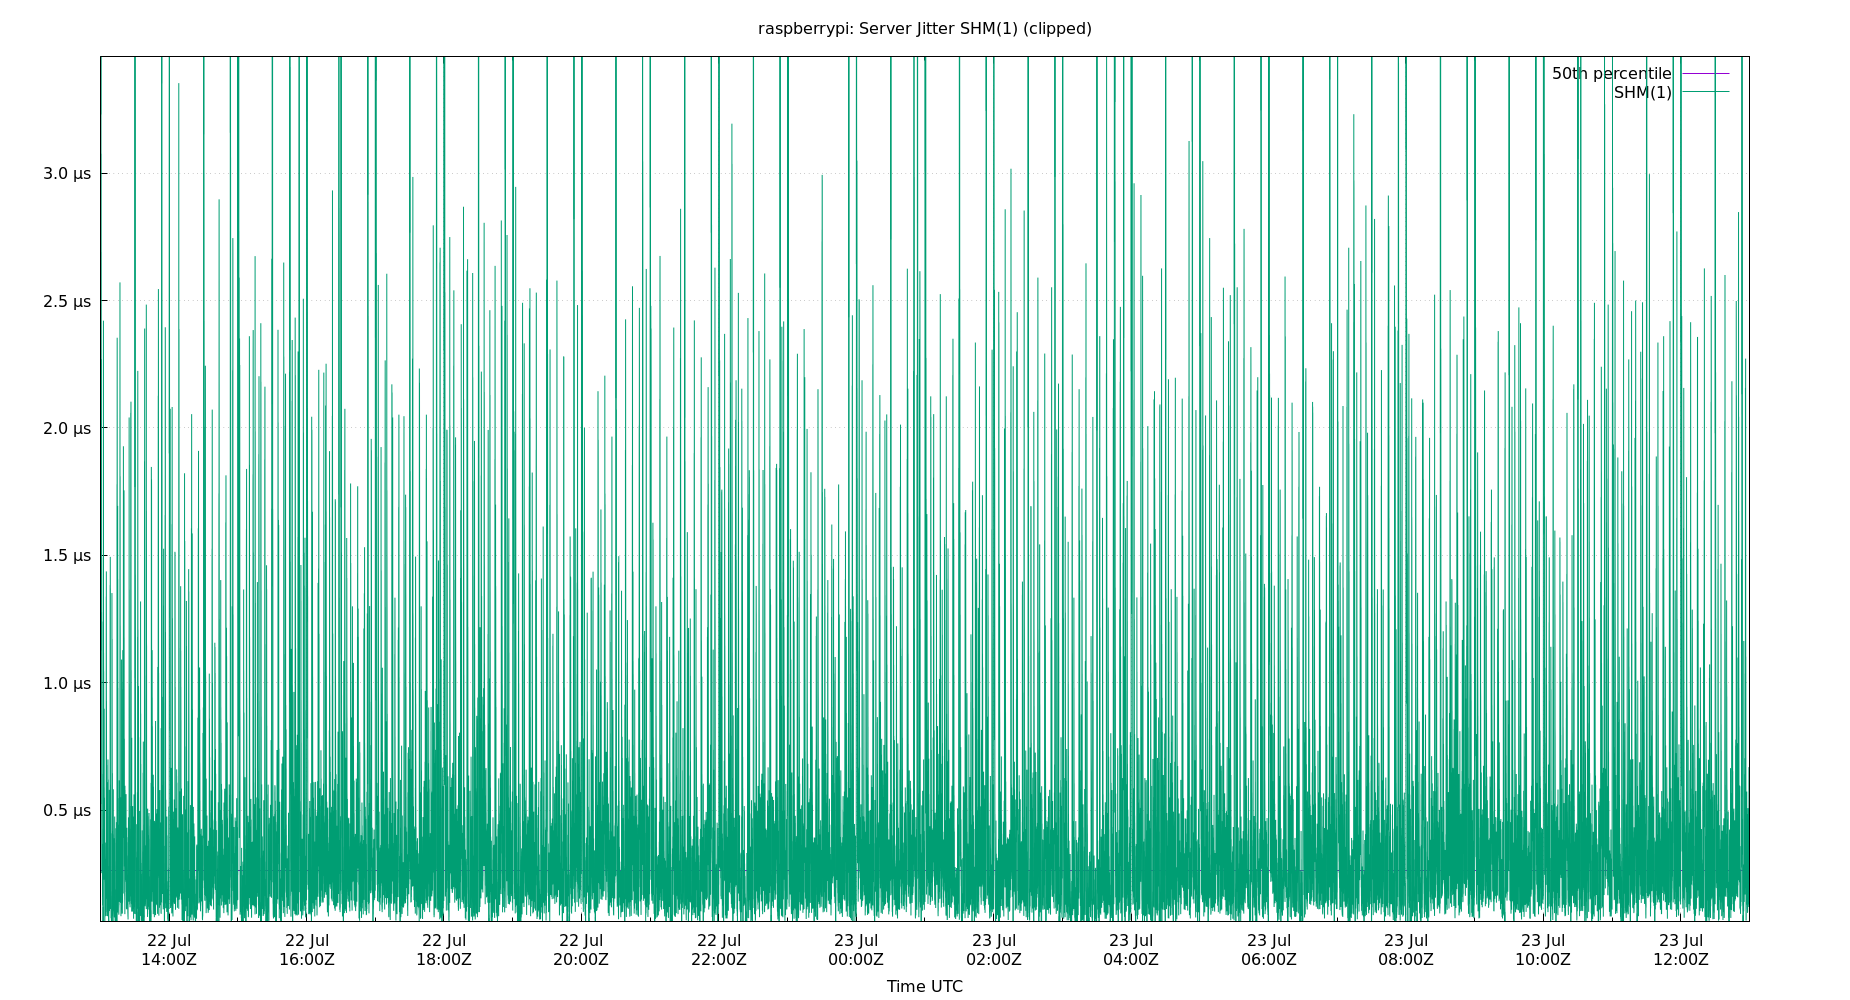 raspberrypi: Server Jitter SHM(1) (clipped)
50th percentile
SHM(1)
3.0 µs
2.5 µs
2.0 µs
1.5 µs
1.0 µs
0.5 µs
22 Jul 22 Jul 22 Jul 22 Jul 22 Jul 23 Jul 23 Jul 23 Jul 23 Jul 23 Jul 23 Jul 23 Jul
14:00Z 16:00Z 18:00Z 20:00Z 22:00Z 00:00Z 02:00Z 04:00Z 06:00Z 08:00Z 10:00Z 12:00Z
Time UTC